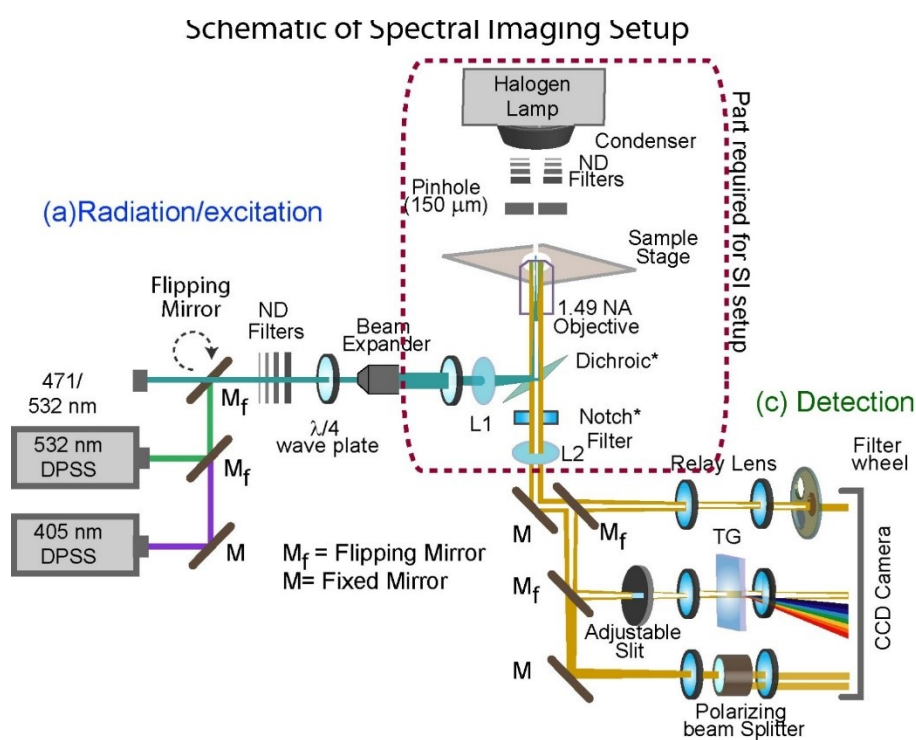 Schematic of Spectral Imaging Setup
Halogen
Lamp
Condenser
ND
Filters
Pinhole
(150 μm)
Part required for SI setup
(a)Radiation/excitation
Sample
Stage
Flipping
Mirror
ND
Filters
Beam
Expander
1.49 NA
Objective
Dichroic*
471/
532 nm
Mf
λ/4
wave plate
L1
Notch*
Filter
(c) Detection
532 nm
DPSS
Mf
L2
Relay Lens
Filter
wheel
405 nm
DPSS
M
Mf = Flipping Mirror
M= Fixed Mirror
M
Mf
TG
Mf
Adjustable
Slit
CCD Camera
M
Polarizing
beam Splitter